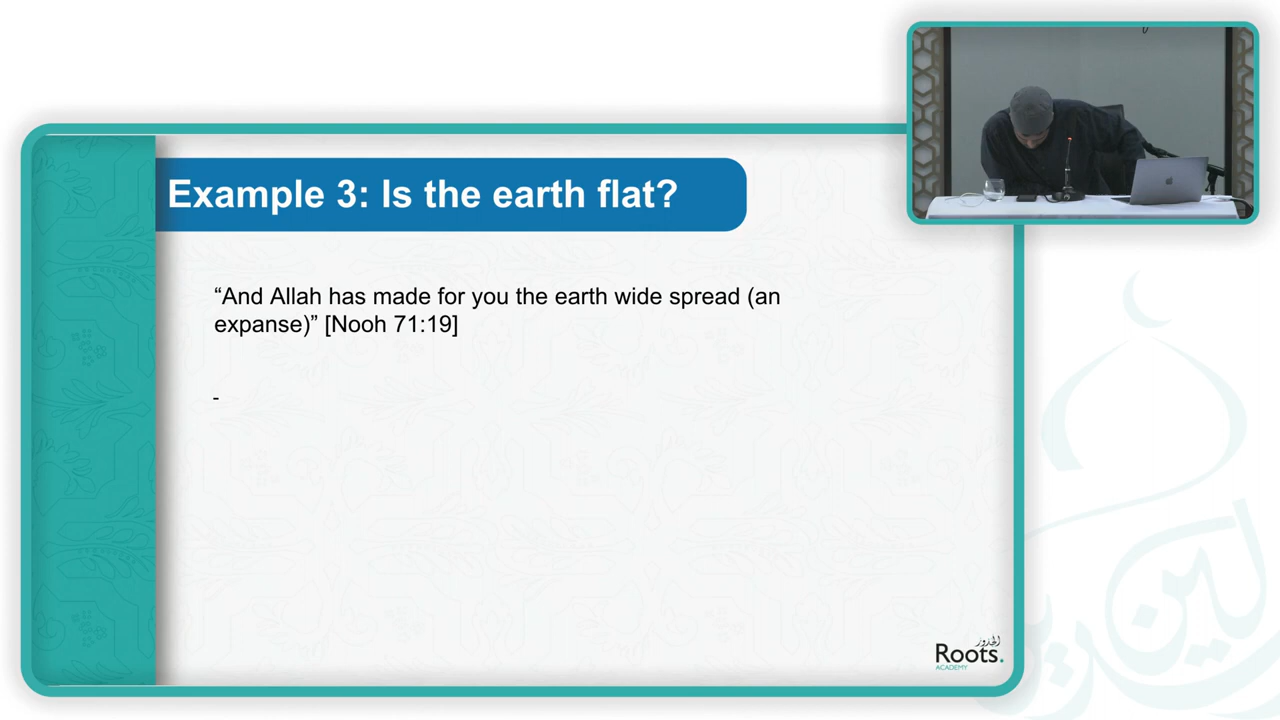 Example 3: Is the earth flat?
“And Allah has made for you the earth wide spread (an
expanse)” [Nooh 71:19]
-
الجذور
Roots.
ACADEMY